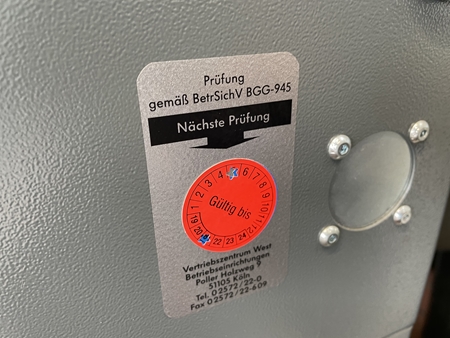 Prüfung
gemäß BetrSichV BGG-945
Nächste Prüfung
1 2 3 4 6 7 8 9 10 11 12
Gültig bis
20 22 23 24
Vertriebszentrum West
Betriebseinrichtungen
Poller Holzweg 9
51105 Köln
Tel. 02572/22-0
Fax 02572/22-609